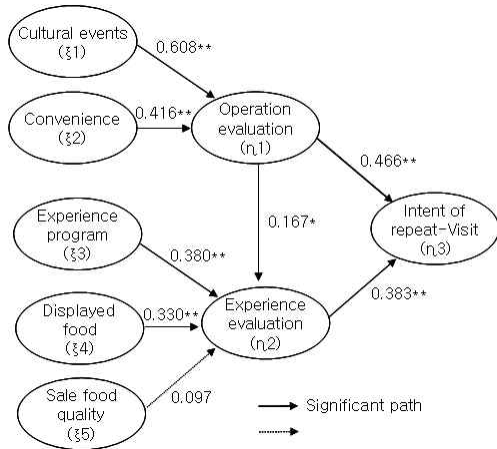 Cultural events
(ξ1)
0.608**
Convenience
(ξ2)
0.416**
Operation
evaluation
(η1)
0.466**
0.167*
Intent of
repeat-Visit
(η3)
Experience
program
(ξ3)
0.380**
Displayed
food
(ξ4)
0.330**
Experience
evaluation
(η2)
0.383**
Sale food
quality
(ξ5)
0.097
Significant path